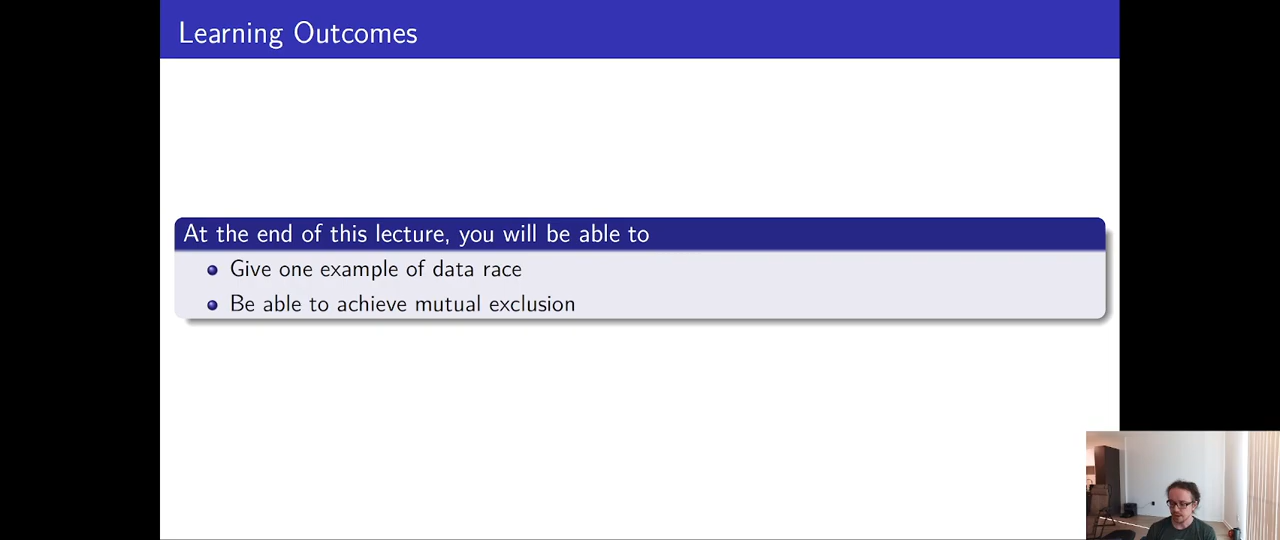 Learning Outcomes
At the end of this lecture, you will be able to
Give one example of data race
Be able to achieve mutual exclusion